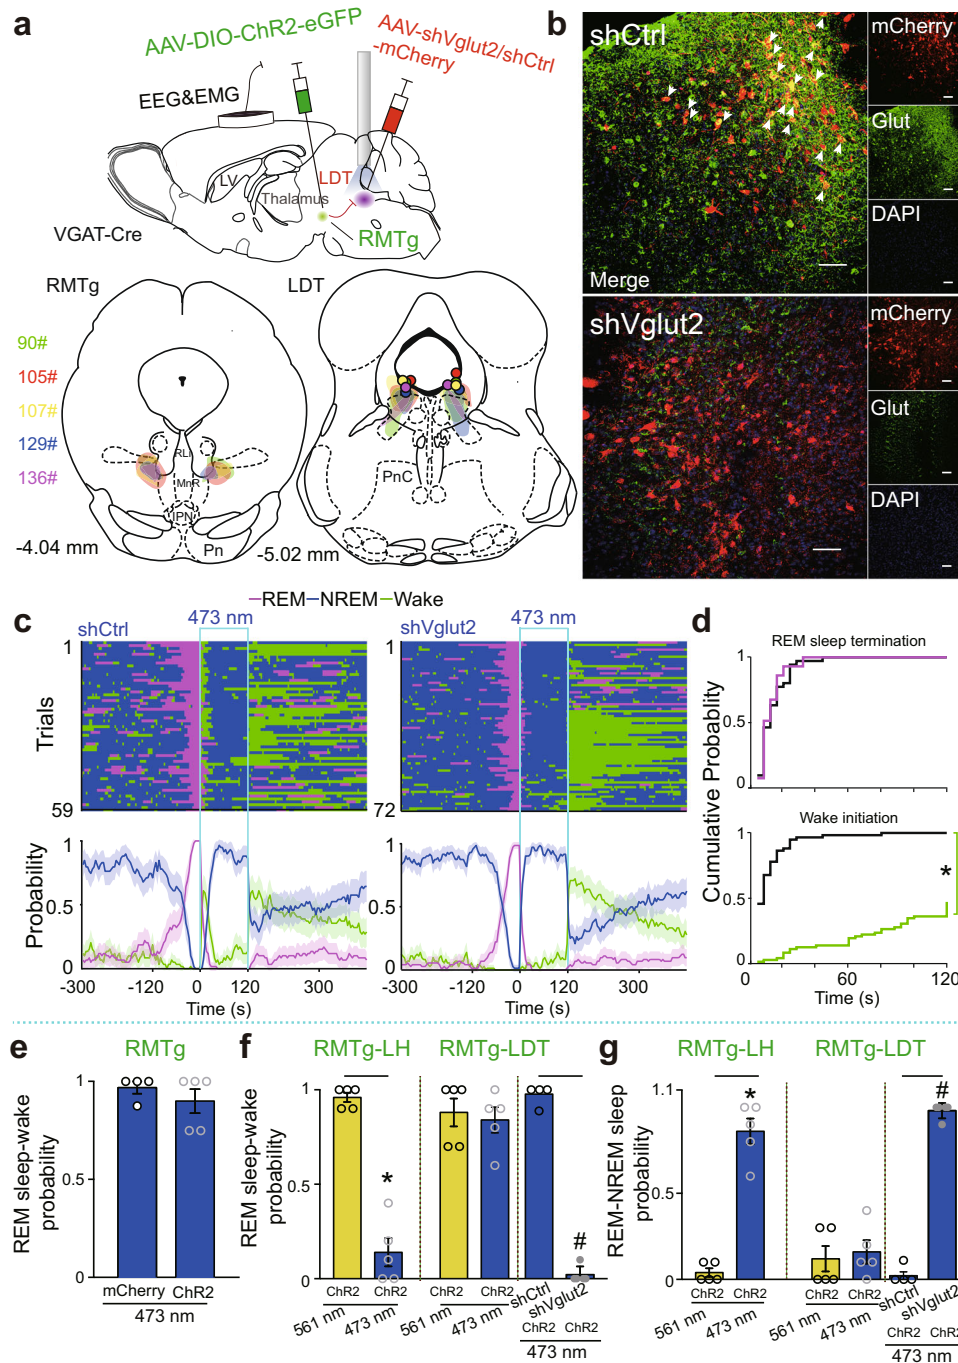 a
AAV-DIO-ChR2-eGFP
AAV-shVglut2/shCtrl
-mCherry
EEG&EMG
LV
Thalamus
LDT
VGAT-Cre
RMTg
RMTg
LDT
90#
105#
107#
129#
136#
RLi
MnR
IPN
Pn
PnC
-4.04 mm
-5.02 mm
b
shCtrl
Merge
mCherry
Glut
DAPI
shVglut2
mCherry
Glut
DAPI
c
REM NREM Wake
473 nm
shCtrl
shVglut2
1
Trials
59
1
72
Probability
1
0.5
0
1
0.5
0
-300 -120 0 120 300
Time (s)
-300 -120 0 120 300
Time (s)
d
REM sleep termination
1
0.5
0
Cumulative Probablity
Wake initiation
1
0.5
0
*
60 120
Time (s)
e
RMTg
REM sleep-wake
probability
1
0
mCherry ChR2
473 nm
f
RMTg-LH RMTg-LDT
REM sleep-wake
probability
1
0.5
0
*
#
ChR2 ChR2 ChR2 ChR2 shCtrl shVglut2
561 nm 473 nm 561 nm 473 nm ChR2 ChR2
473 nm
g
RMTg-LH RMTg-LDT
REM-NREM sleep
probability
1.1
0.5
0
*
#
ChR2 ChR2 ChR2 ChR2 shCtrl shVglut2
561 nm 473 nm 561 nm 473 nm ChR2 ChR2
473 nm